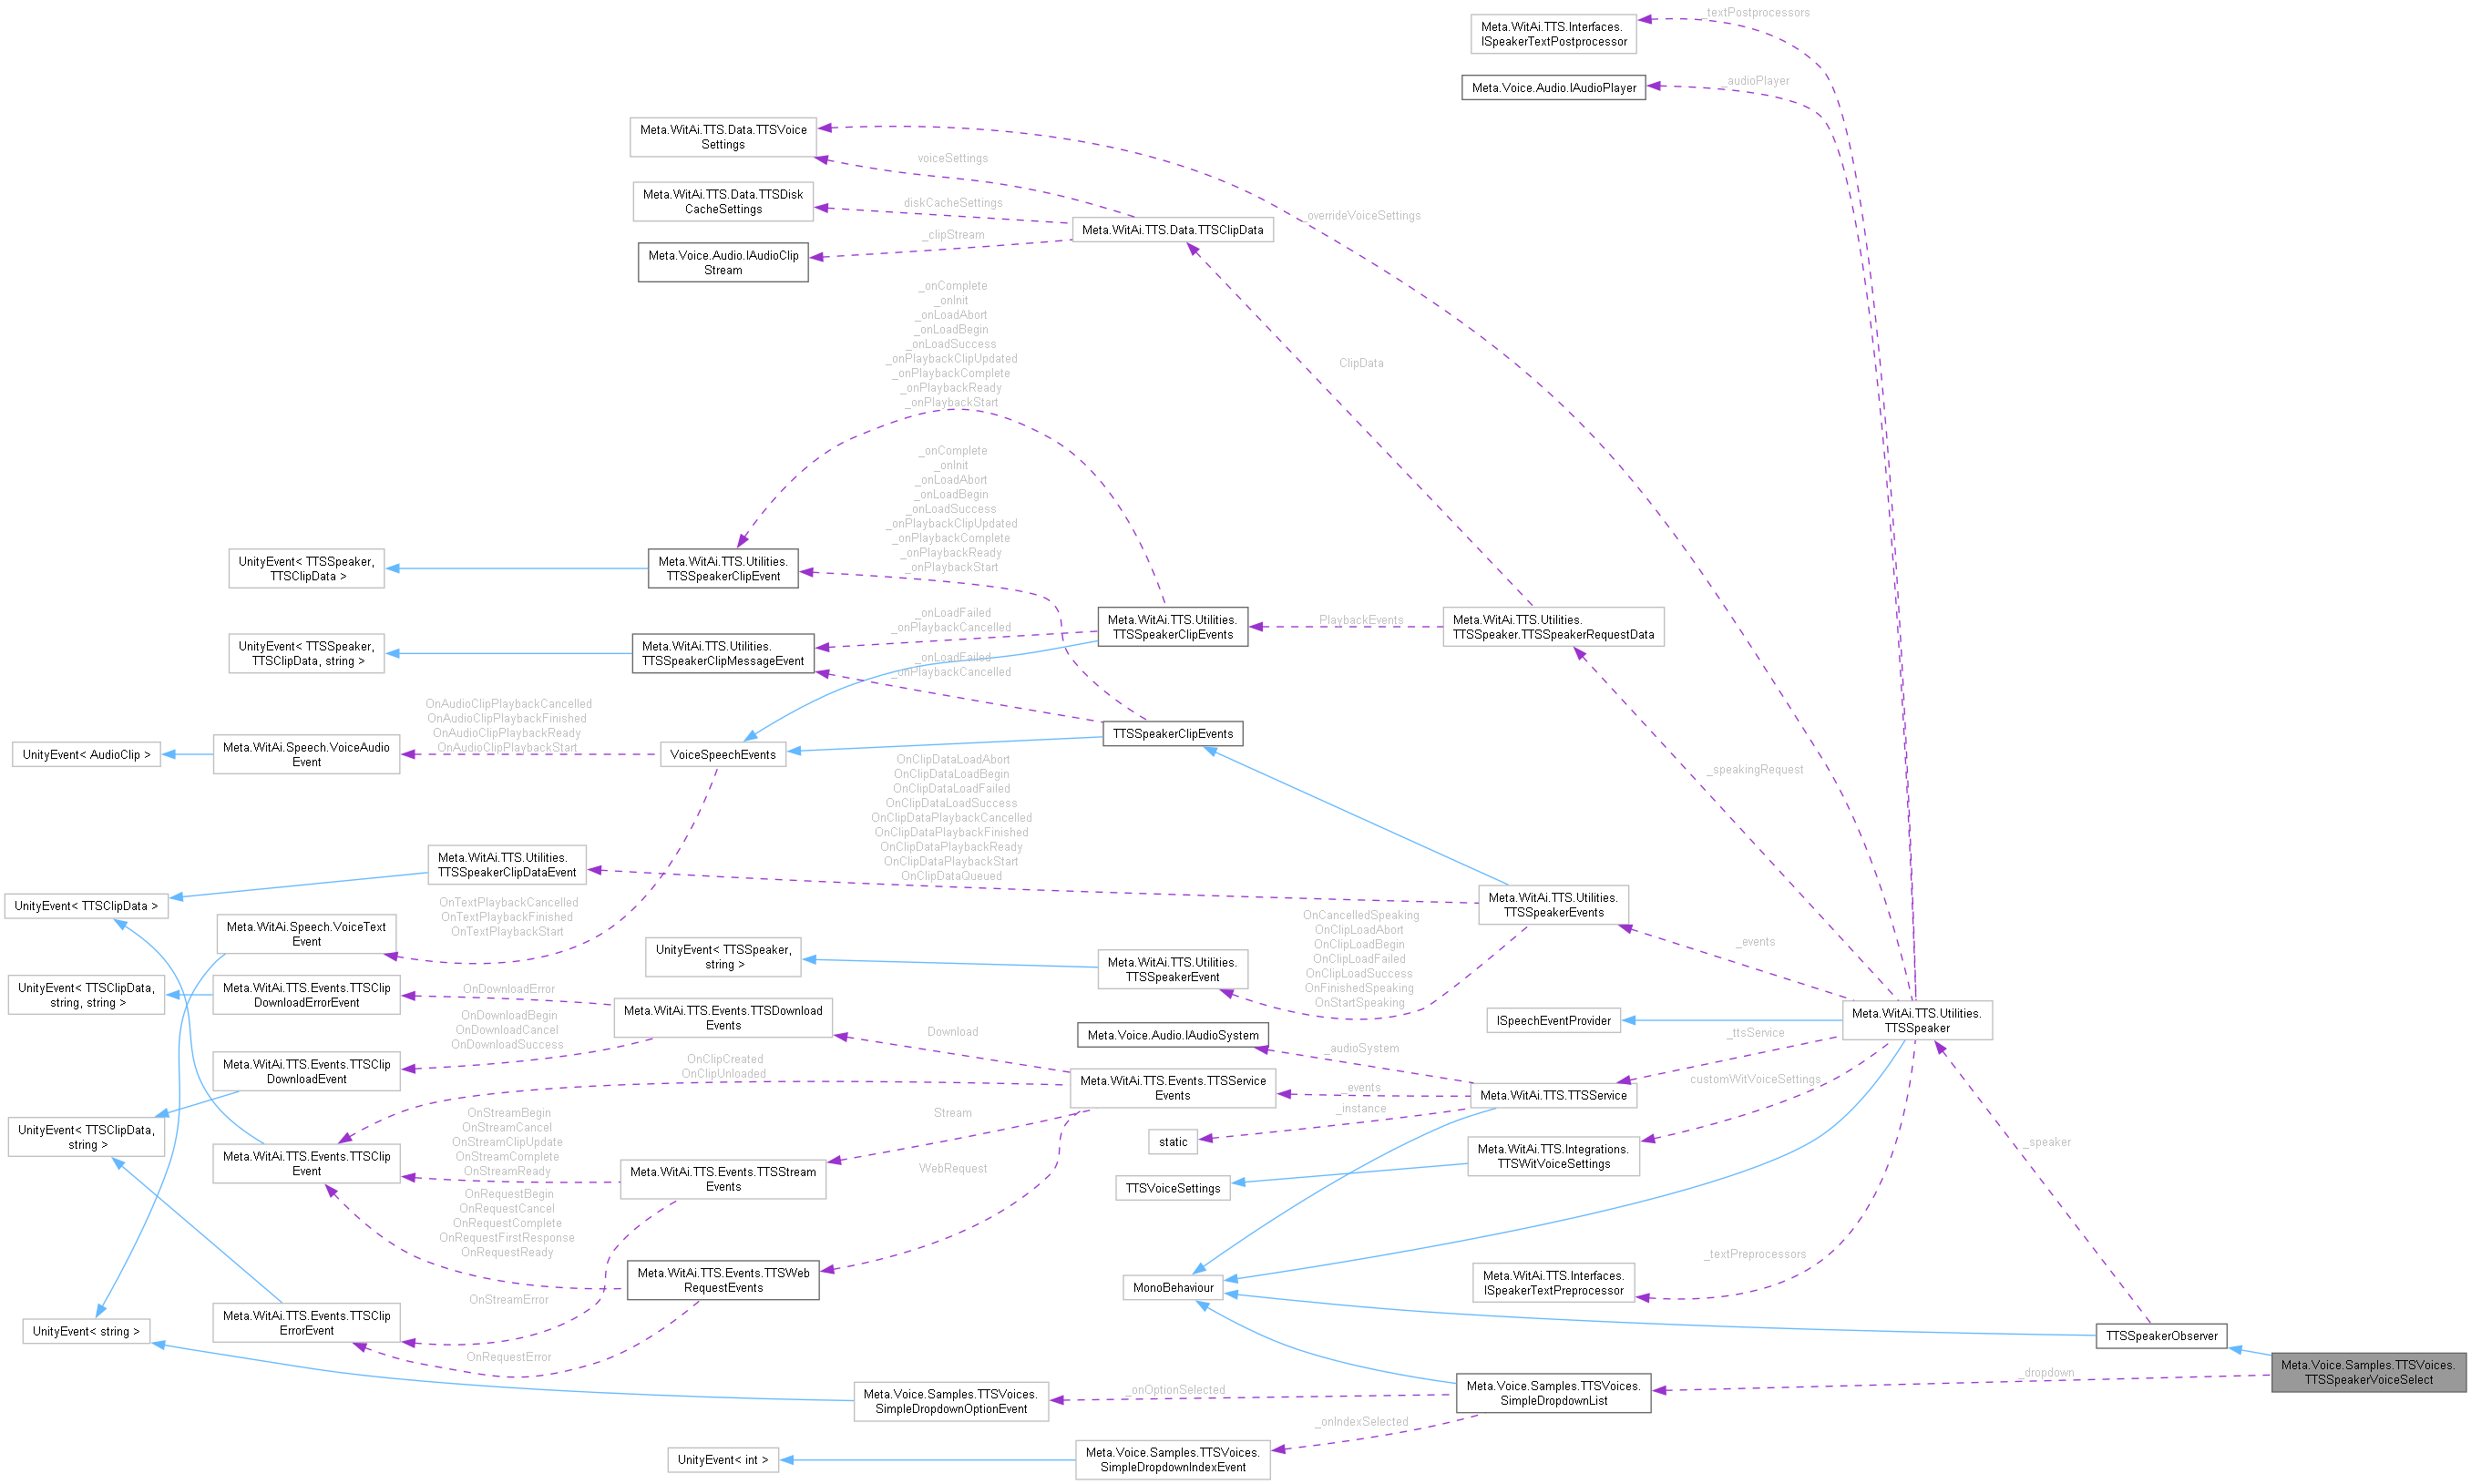 _textPostprocessors
Meta.WitAi.TTS.Interfaces.
ISpeakerTextPostprocessor
_audioPlayer
Meta.Voice.Audio.IAudioPlayer
Meta.WitAi.TTS.Data.TTSVoice
Settings
voiceSettings
Meta.WitAi.TTS.Data.TTSDisk
CacheSettings
diskCacheSettings
_overrideVoiceSettings
Meta.WitAi.TTS.Data.TTSClipData
_clipStream
Meta.Voice.Audio.IAudioClip
Stream
_onComplete
_onInit
_onLoadAbort
_onLoadBegin
_onLoadSuccess
_onPlaybackClipUpdated
_onPlaybackComplete
_onPlaybackReady
_onPlaybackStart
ClipData
_onComplete
_onInit
_onLoadAbort
_onLoadBegin
_onLoadSuccess
_onPlaybackClipUpdated
_onPlaybackComplete
_onPlaybackReady
_onPlaybackStart
UnityEvent< TTSSpeaker,
TTSClipData >
Meta.WitAi.TTS.Utilities.
TTSSpeakerClipEvent
_onLoadFailed
_onPlaybackCancelled
Meta.WitAi.TTS.Utilities.
TTSSpeakerClipEvents
PlaybackEvents
Meta.WitAi.TTS.Utilities.
TTSSpeaker.TTSSpeakerRequestData
UnityEvent< TTSSpeaker,
TTSClipData, string >
Meta.WitAi.TTS.Utilities.
TTSSpeakerClipMessageEvent
_onLoadFailed
_onPlaybackCancelled
OnAudioClipPlaybackCancelled
OnAudioClipPlaybackFinished
OnAudioClipPlaybackReady
OnAudioClipPlaybackStart
UnityEvent< AudioClip >
Meta.WitAi.Speech.VoiceAudio
Event
VoiceSpeechEvents
TTSSpeakerClipEvents
_speakingRequest
OnClipDataLoadAbort
OnClipDataLoadBegin
OnClipDataLoadFailed
OnClipDataLoadSuccess
OnClipDataPlaybackCancelled
OnClipDataPlaybackFinished
OnClipDataPlaybackReady
OnClipDataPlaybackStart
OnClipDataQueued
Meta.WitAi.TTS.Utilities.
TTSSpeakerClipDataEvent
UnityEvent< TTSClipData >
OnTextPlaybackCancelled
OnTextPlaybackFinished
OnTextPlaybackStart
Meta.WitAi.Speech.VoiceText
Event
Meta.WitAi.TTS.Utilities.
TTSSpeakerEvents
OnCancelledSpeaking
OnClipLoadAbort
OnClipLoadBegin
OnClipLoadFailed
OnClipLoadSuccess
OnFinishedSpeaking
OnStartSpeaking
_events
UnityEvent< TTSSpeaker,
string >
Meta.WitAi.TTS.Utilities.
TTSSpeakerEvent
UnityEvent< TTSClipData,
string, string >
Meta.WitAi.TTS.Events.TTSClip
DownloadErrorEvent
OnDownloadError
Meta.WitAi.TTS.Events.TTSDownload
Events
OnDownloadBegin
OnDownloadCancel
OnDownloadSuccess
Download
Meta.Voice.Audio.IAudioSystem
_audioSystem
ISpeechEventProvider
Meta.WitAi.TTS.Utilities.
TTSSpeaker
_ttsService
OnClipCreated
OnClipUnloaded
Meta.WitAi.TTS.Events.TTSClip
DownloadEvent
Meta.WitAi.TTS.Events.TTSService
Events
_events
_instance
Meta.WitAi.TTS.TTSService
customWitVoiceSettings
UnityEvent< TTSClipData,
string >
OnStreamBegin
OnStreamCancel
OnStreamClipUpdate
OnStreamComplete
OnStreamReady
Stream
static
_speaker
Meta.WitAi.TTS.Events.TTSClip
Event
Meta.WitAi.TTS.Events.TTSStream
Events
WebRequest
Meta.WitAi.TTS.Integrations.
TTSWitVoiceSettings
TTSVoiceSettings
OnRequestBegin
OnRequestCancel
OnRequestComplete
OnRequestFirstResponse
OnRequestReady
_textPreprocessors
Meta.WitAi.TTS.Events.TTSWeb
RequestEvents
MonoBehaviour
Meta.WitAi.TTS.Interfaces.
ISpeakerTextPreprocessor
OnStreamError
Meta.WitAi.TTS.Events.TTSClip
ErrorEvent
UnityEvent< string >
OnRequestError
TTSSpeakerObserver
Meta.Voice.Samples.TTSVoices.
TTSSpeakerVoiceSelect
_dropdown
Meta.Voice.Samples.TTSVoices.
SimpleDropdownOptionEvent
_onOptionSelected
Meta.Voice.Samples.TTSVoices.
SimpleDropdownList
_onIndexSelected
UnityEvent< int >
Meta.Voice.Samples.TTSVoices.
SimpleDropdownIndexEvent